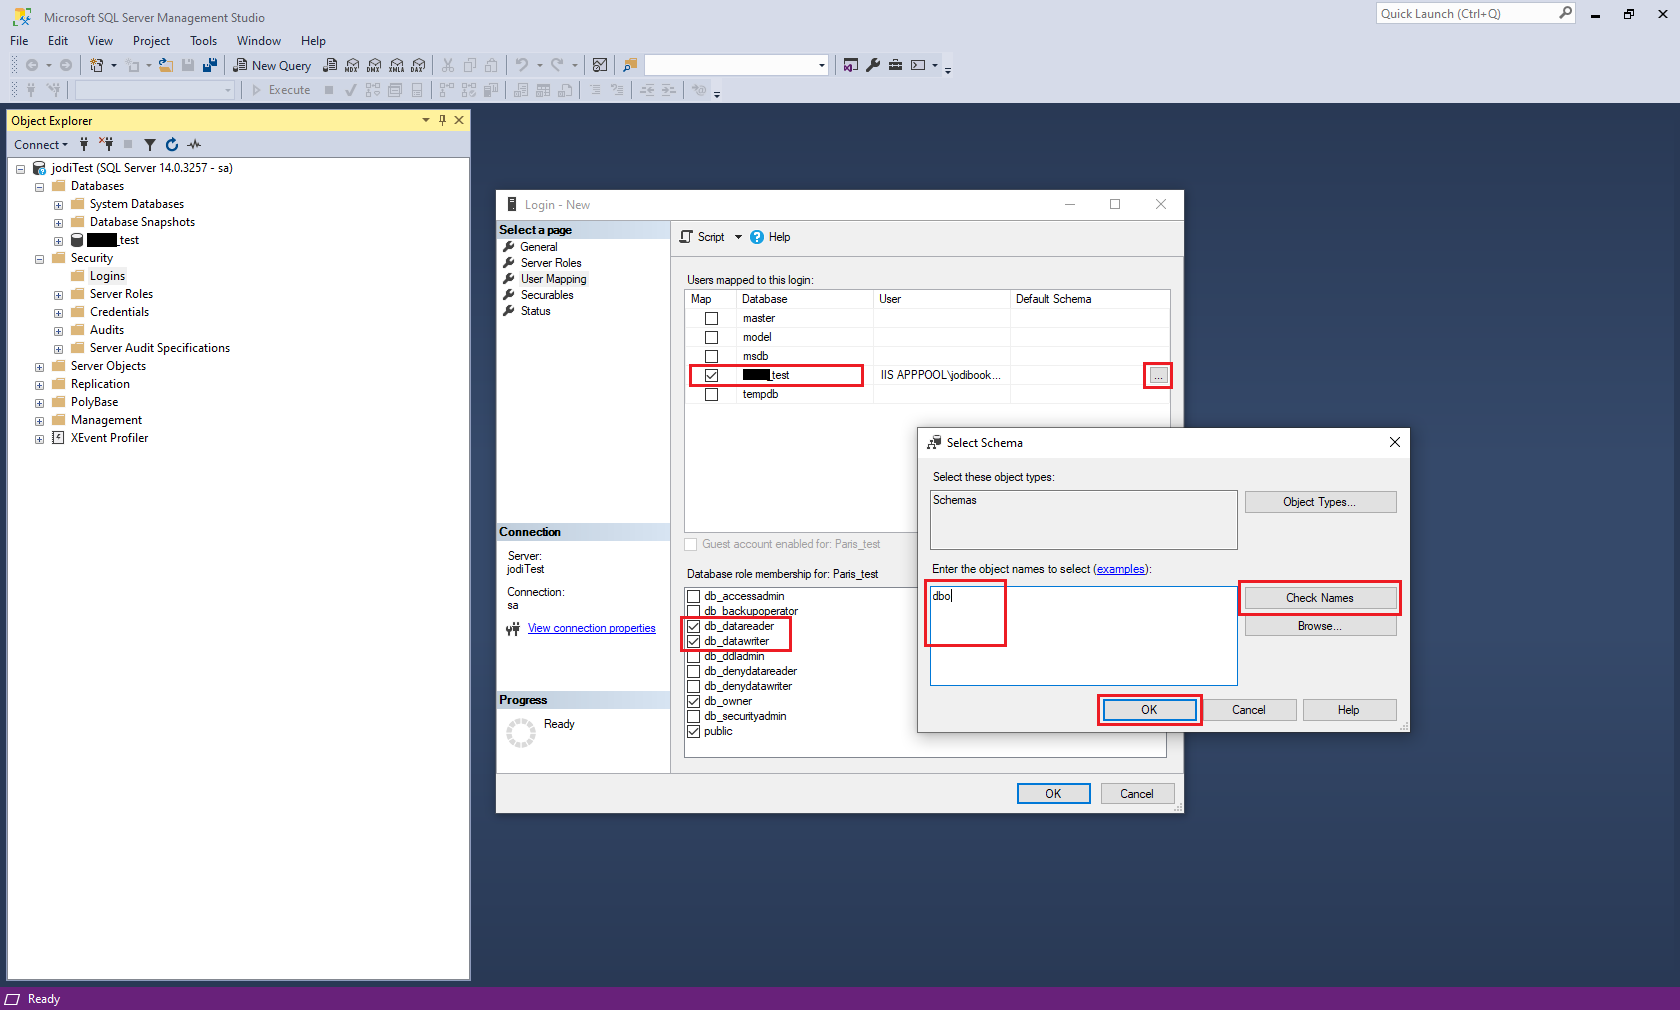 Microsoft SQL Server Management Studio
Quick Launch (Ctrl+Q)
File Edit View Project Tools Window Help
New Query
MDX DMX XMLA DAX
Execute
Object Explorer
Connect
jodiTest (SQL Server 14.0.3257 - sa)
Databases
System Databases
Database Snapshots
_test
Security
Logins
Server Roles
Credentials
Audits
Server Audit Specifications
Server Objects
Replication
PolyBase
Management
XEvent Profiler
Login - New
Select a page
General
Server Roles
User Mapping
Securables
Status
Connection
Server:
jodiTest
Connection:
sa
View connection properties
Progress
Ready
Script Help
Users mapped to this login:
Map Database User Default Schema
master
model
msdb
_test IIS APPPOOL\jodibook... ...
tempdb
Guest account enabled for: Paris_test
Database role membership for: Paris_test
db_accessadmin
db_backupoperator
db_datareader
db_datawriter
db_ddladmin
db_denydatareader
db_denydatawriter
db_owner
db_securityadmin
public
OK Cancel
Select Schema
Select these object types:
Schemas
Object Types...
Enter the object names to select (examples):
dbo
Check Names
Browse...
OK Cancel Help
Ready